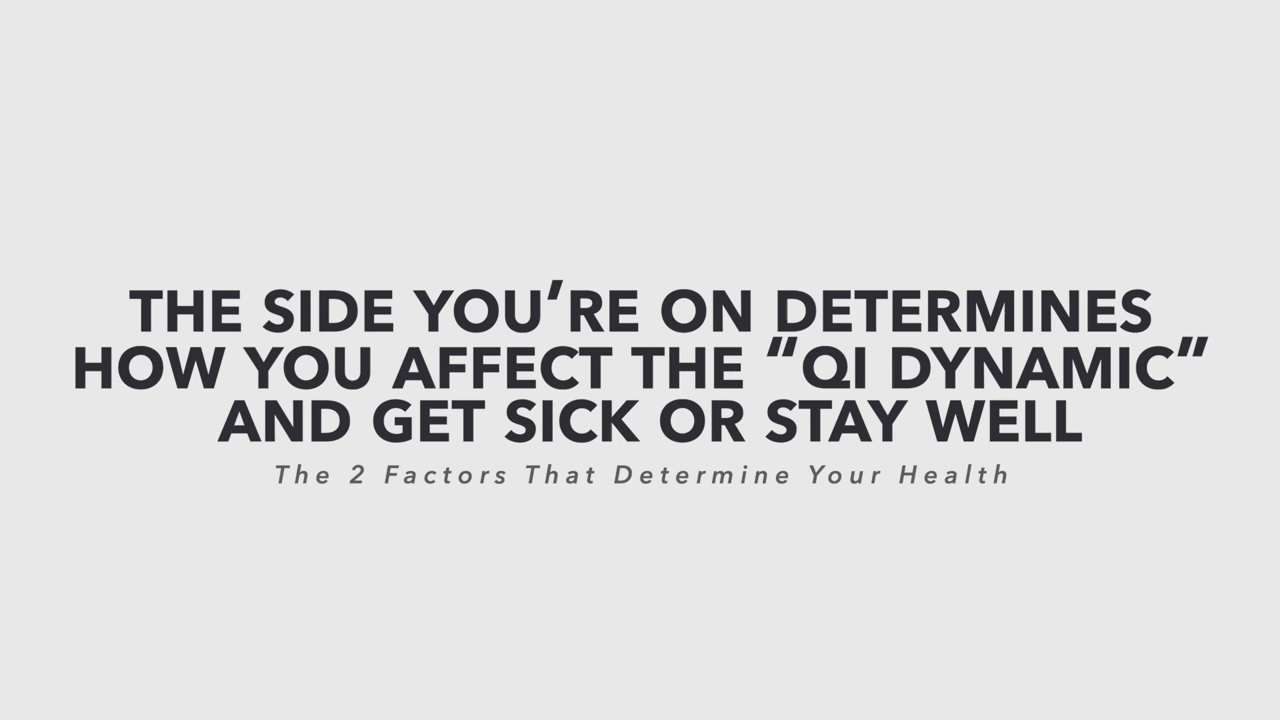 THE SIDE YOU’RE ON DETERMINES
HOW YOU AFFECT THE “QI DYNAMIC”
AND GET SICK OR STAY WELL
The 2 Factors That Determine Your Health